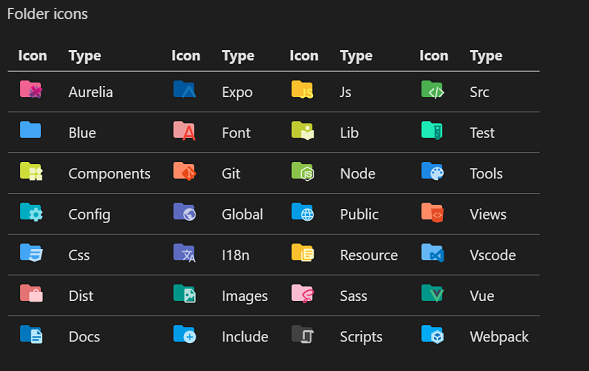 Folder icons
Icon Type Icon Type Icon Type Icon Type
Aurelia Expo Js Src
Blue Font Lib Test
Components Git Node Tools
Config Global Public Views
Css I18n Resource Vscode
Dist Images Sass Vue
Docs Include Scripts Webpack